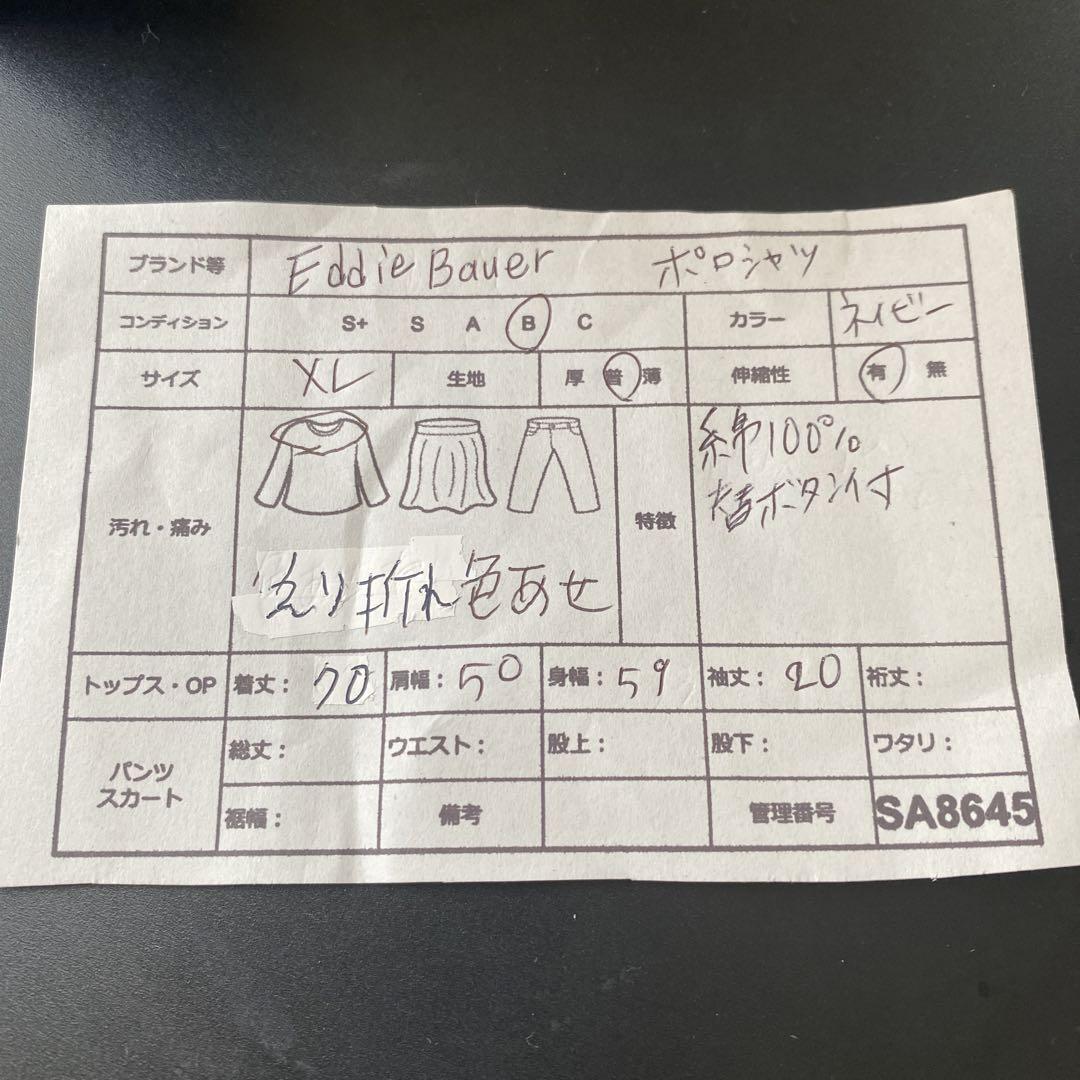 ブランド等 Eddie Bauer ポロシャツ
コンディション S+ S A B C カラー ネイビー
サイズ XL 生地 厚 普 薄 伸縮性 有 無
汚れ・痛み えり折れ 色あせ 特徴 綿100%
替ボタン付
トップス・OP 着丈: 70 肩幅: 50 身幅: 59 袖丈: 20 裄丈:
パンツ スカート 総丈: ウエスト: 股上: 股下: ワタリ:
裾幅: 備考 管理番号 SA8645